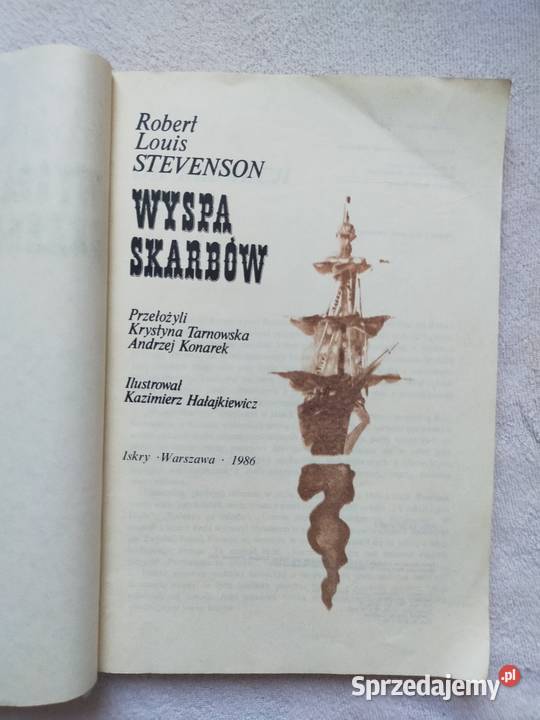 Robert
Louis
STEVENSON
WYSPA
SKARBÓW
Przełożyli
Krystyna Tarnowska
Andrzej Konarek
Ilustrował
Kazimierz Hałajkiewicz
Iskry · Warszawa · 1986
Sprzedajemy.pl